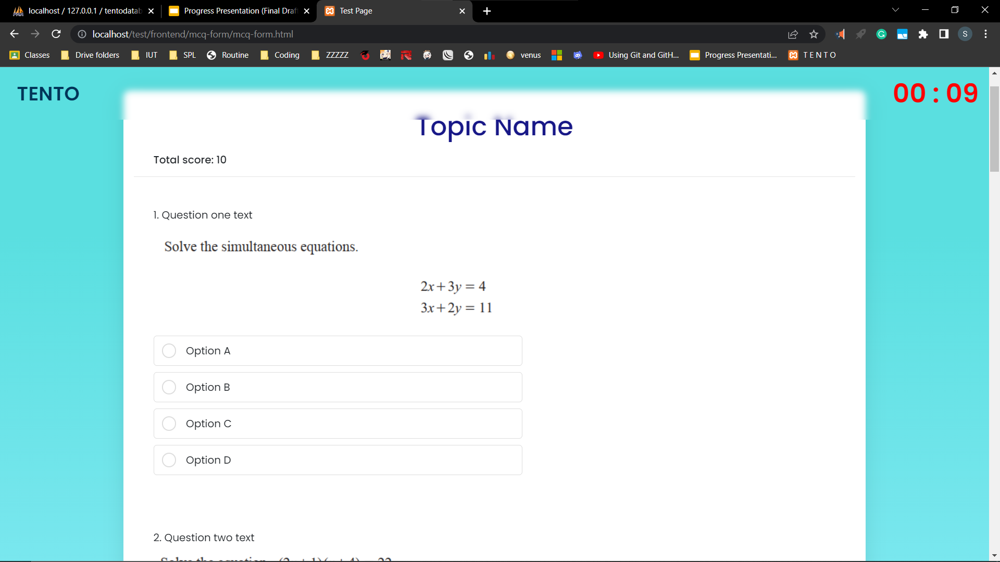 localhost / 127.0.0.1 / tentodatab
Progress Presentation (Final Draf
Test Page
localhost/test/frontend/mcq-form/mcq-form.html
S
Classes
Drive folders
IUT
SPL
Routine
Coding
ZZZZZ
venus
Using Git and GitH...
Progress Presentati...
T E N T O
TENTO
00 : 09
Topic Name
Total score: 10
1. Question one text
Solve the simultaneous equations.
2x+3y = 4
3x+2y = 11
Option A
Option B
Option C
Option D
2. Question two text
Solve the equation